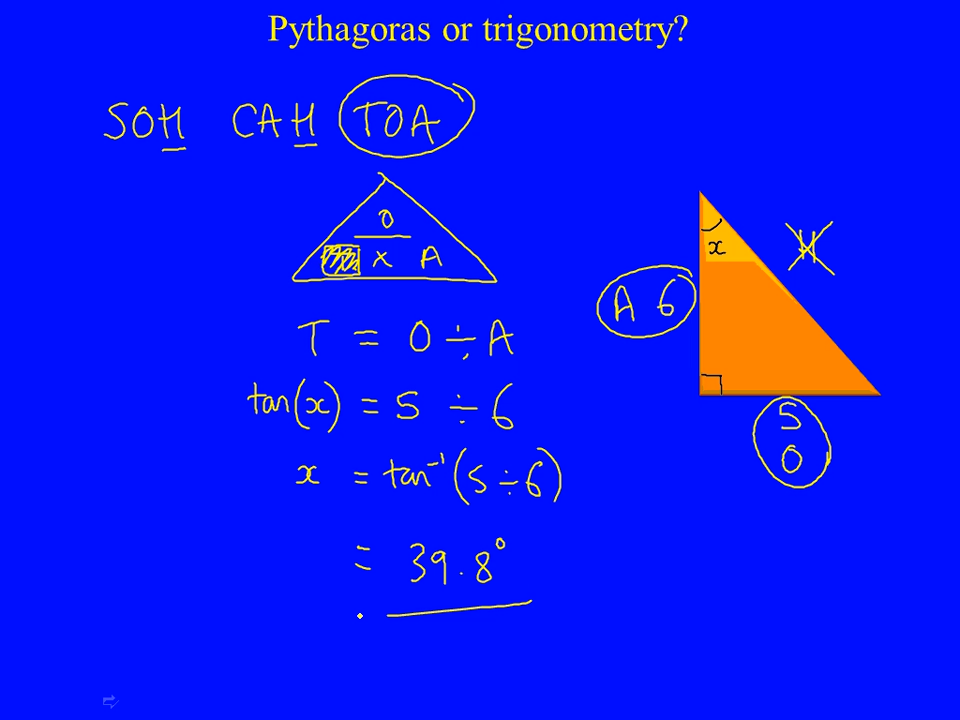 Pythagoras or trigonometry?
SOH CAH TOA
O
x A
T = O ÷ A
tan(x) = 5 ÷ 6
x = tan⁻¹(5 ÷ 6)
= 39.8°
x
H
A 6
5
O